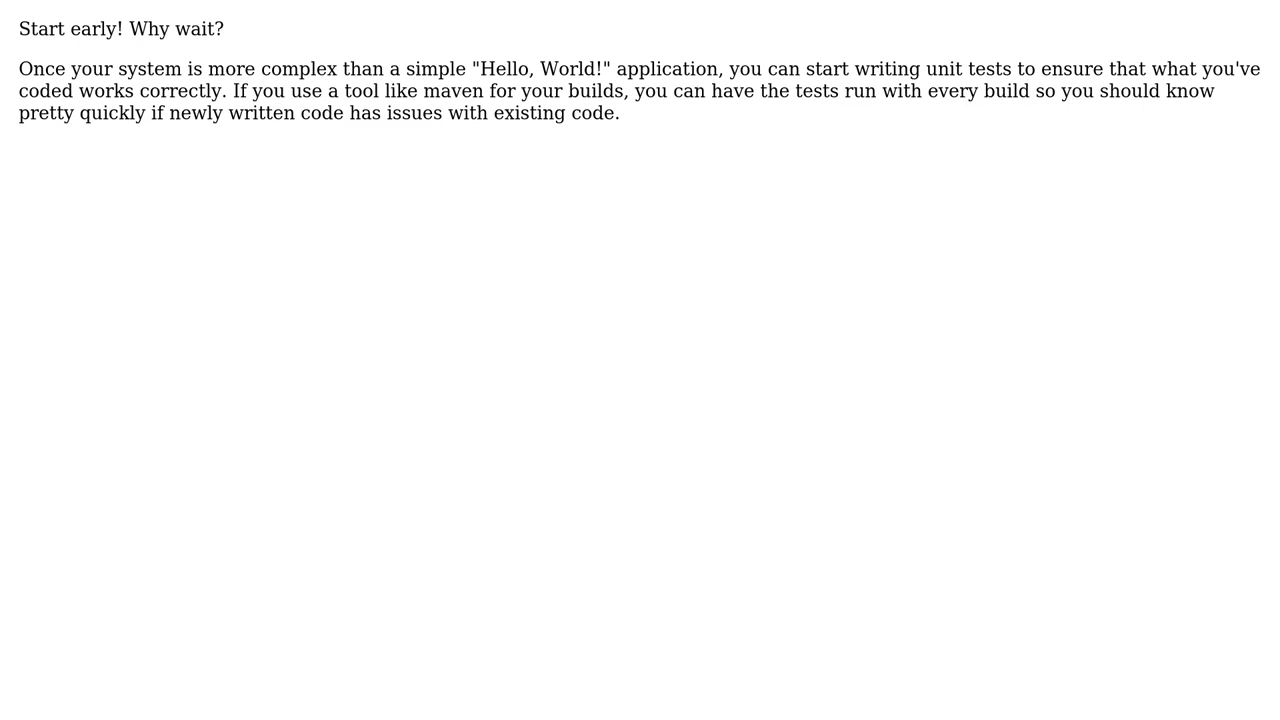 Start early! Why wait?
Once your system is more complex than a simple "Hello, World!" application, you can start writing unit tests to ensure that what you've
coded works correctly. If you use a tool like maven for your builds, you can have the tests run with every build so you should know
pretty quickly if newly written code has issues with existing code.